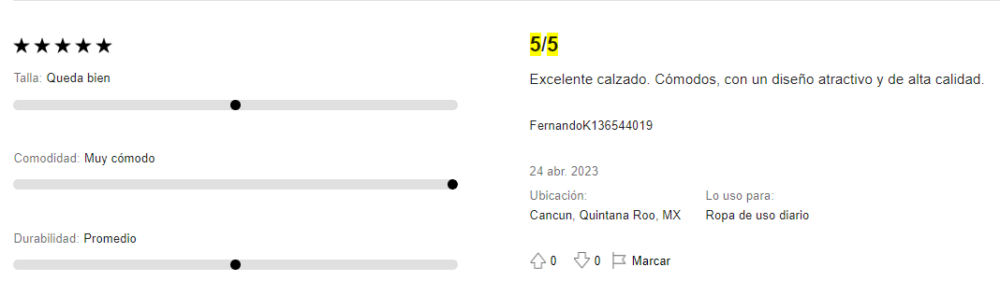 Talla: Queda bien
Comodidad: Muy cómodo
Durabilidad: Promedio
5/5
Excelente calzado. Cómodos, con un diseño atractivo y de alta calidad.
FernandoK136544019
24 abr. 2023
Ubicación:
Cancun, Quintana Roo, MX
Lo uso para:
Ropa de uso diario
0
0
Marcar